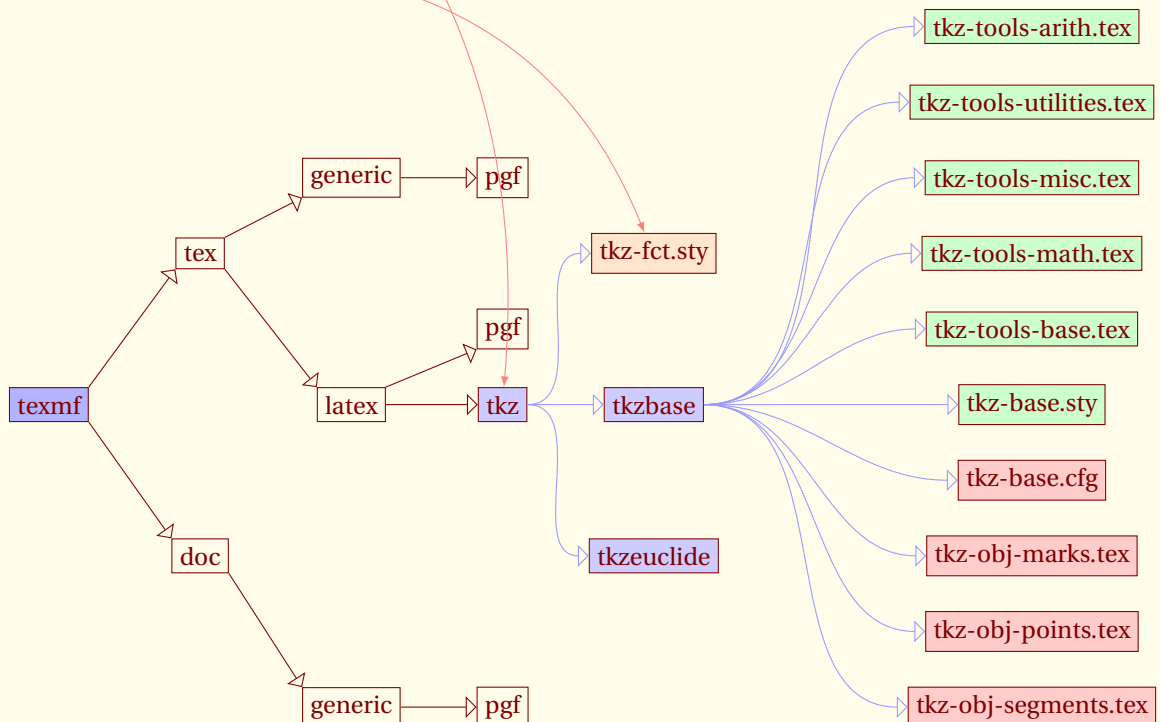 tkz-tools-arith.tex
tkz-tools-utilities.tex
generic
pgf
tkz-tools-misc.tex
tex
tkz-fct.sty
tkz-tools-math.tex
pgf
tkz-tools-base.tex
texmf
latex
tkz
tkzbase
tkz-base.sty
tkz-base.cfg
doc
tkzeuclide
tkz-obj-marks.tex
tkz-obj-points.tex
generic
pgf
tkz-obj-segments.tex